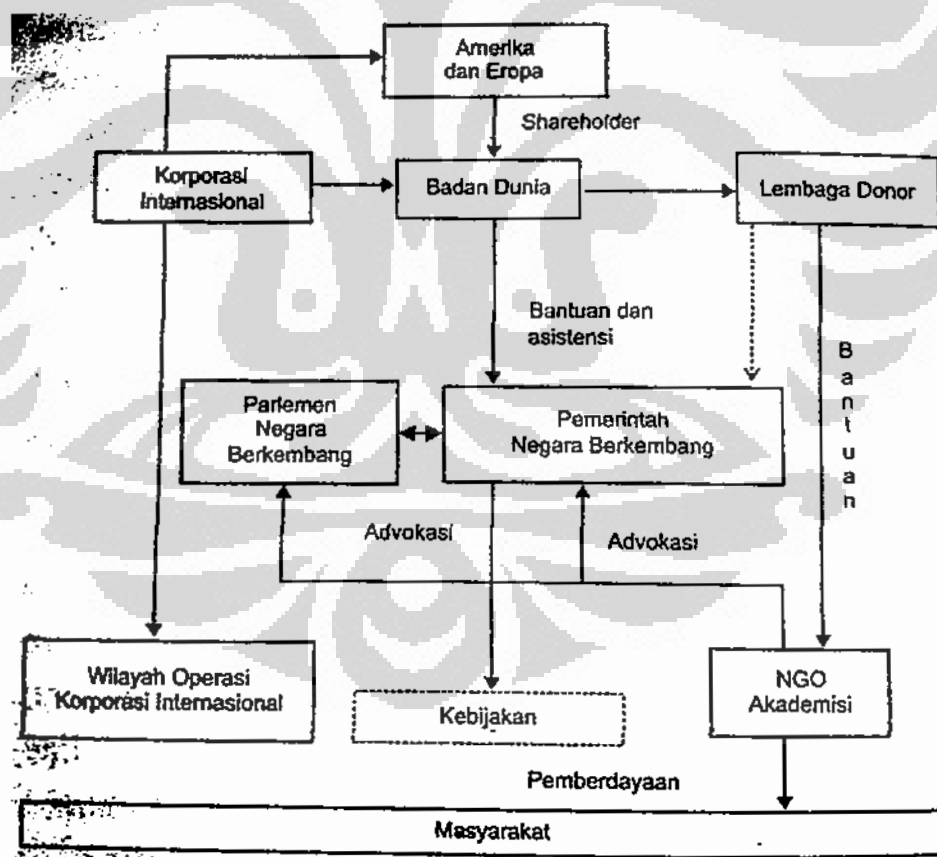 Amerika
dan Eropa
Shareholder
Korporasi
Internasional
Badan Dunia
Lembaga Donor
Bantuan dan
asistensi
Bantuan
Parlemen
Negara
Berkembang
Pemerintah
Negara Berkembang
Advokasi
Advokasi
Wilayah Operasi
Korporasi Internasional
Kebijakan
NGO
Akademisi
Pemberdayaan
Masyarakat